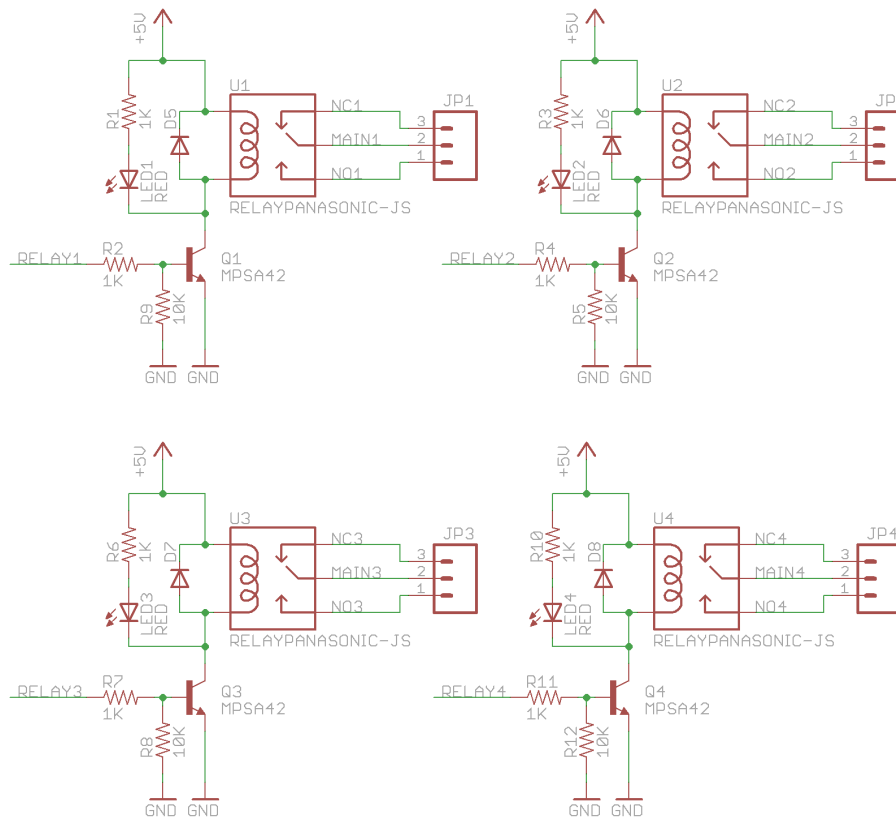 +5V
U1
R1
1K
D5
NC1
JP1
3
MAIN1
2
1
NO1
LED1
RED
RELAYPANASONIC-JS
RELAY1
R2
1K
Q1
MPSA42
R9
10K
GND
GND
+5V
U2
R3
1K
D6
NC2
JP
3
MAIN2
2
1
NO2
LED2
RED
RELAYPANASONIC-JS
RELAY2
R4
1K
Q2
MPSA42
R5
10K
GND
GND
+5V
U3
R6
1K
D7
NC3
JP3
3
MAIN3
2
1
NO3
LED3
RED
RELAYPANASONIC-JS
RELAY3
R7
1K
Q3
MPSA42
R8
10K
GND
GND
+5V
U4
R10
1K
D8
NC4
JP4
3
MAIN4
2
1
NO4
LED4
RED
RELAYPANASONIC-JS
RELAY4
R11
1K
Q4
MPSA42
R12
10K
GND
GND